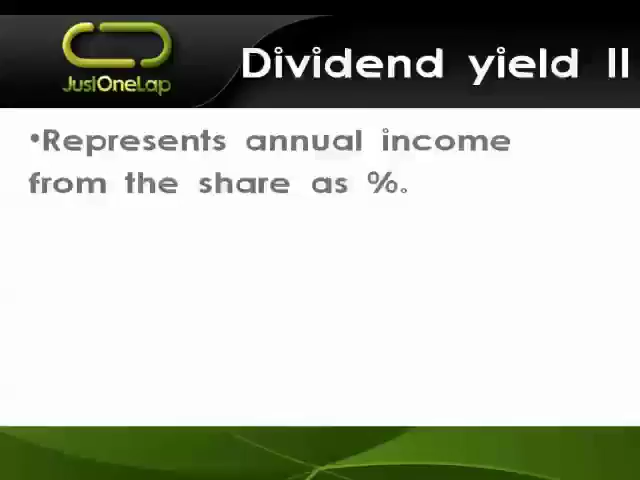 JustOneLap
Dividend yield II
•Represents annual income
from the share as %.